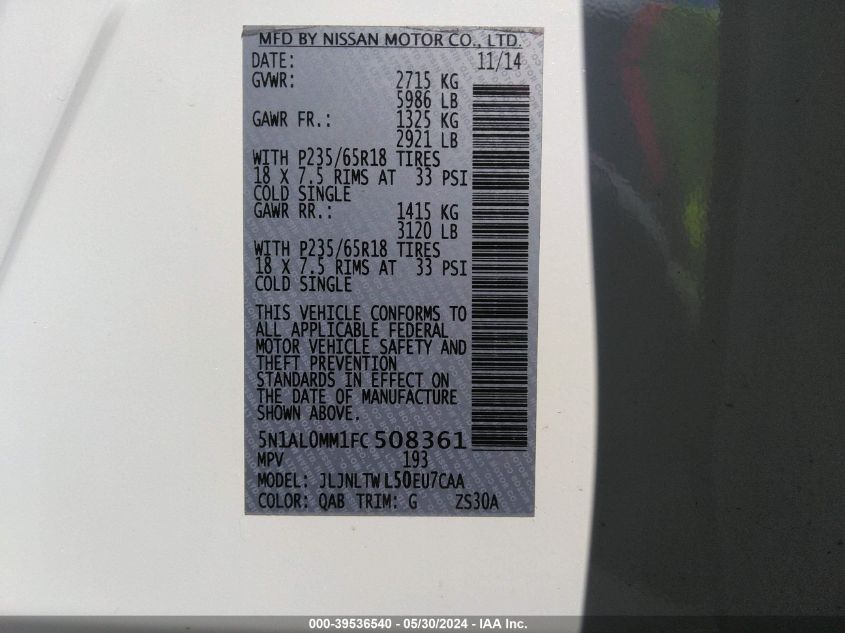 MFD BY NISSAN MOTOR CO., LTD.
DATE: 11/14
GVWR: 2715 KG
5986 LB
GAWR FR.: 1325 KG
2921 LB
WITH P235/65R18 TIRES
18 X 7.5 RIMS AT 33 PSI
COLD SINGLE
GAWR RR.: 1415 KG
3120 LB
WITH P235/65R18 TIRES
18 X 7.5 RIMS AT 33 PSI
COLD SINGLE
THIS VEHICLE CONFORMS TO
ALL APPLICABLE FEDERAL
MOTOR VEHICLE SAFETY AND
THEFT PREVENTION
STANDARDS IN EFFECT ON
THE DATE OF MANUFACTURE
SHOWN ABOVE.
5N1AL0MM1FC508361
MPV 193
MODEL: JLJNLTWL50EU7CAA
COLOR: QAB TRIM: G ZS30A
000-39536540 - 05/30/2024 - IAA Inc.